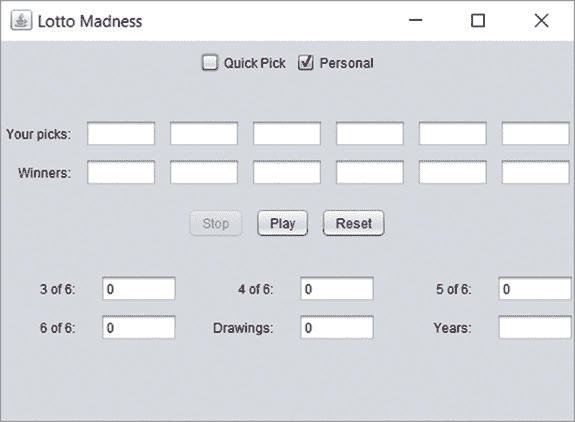 Lotto Madness
Quick Pick Personal
Your picks:
Winners:
Stop Play Reset
3 of 6: 0 4 of 6: 0 5 of 6: 0
6 of 6: 0 Drawings: 0 Years: